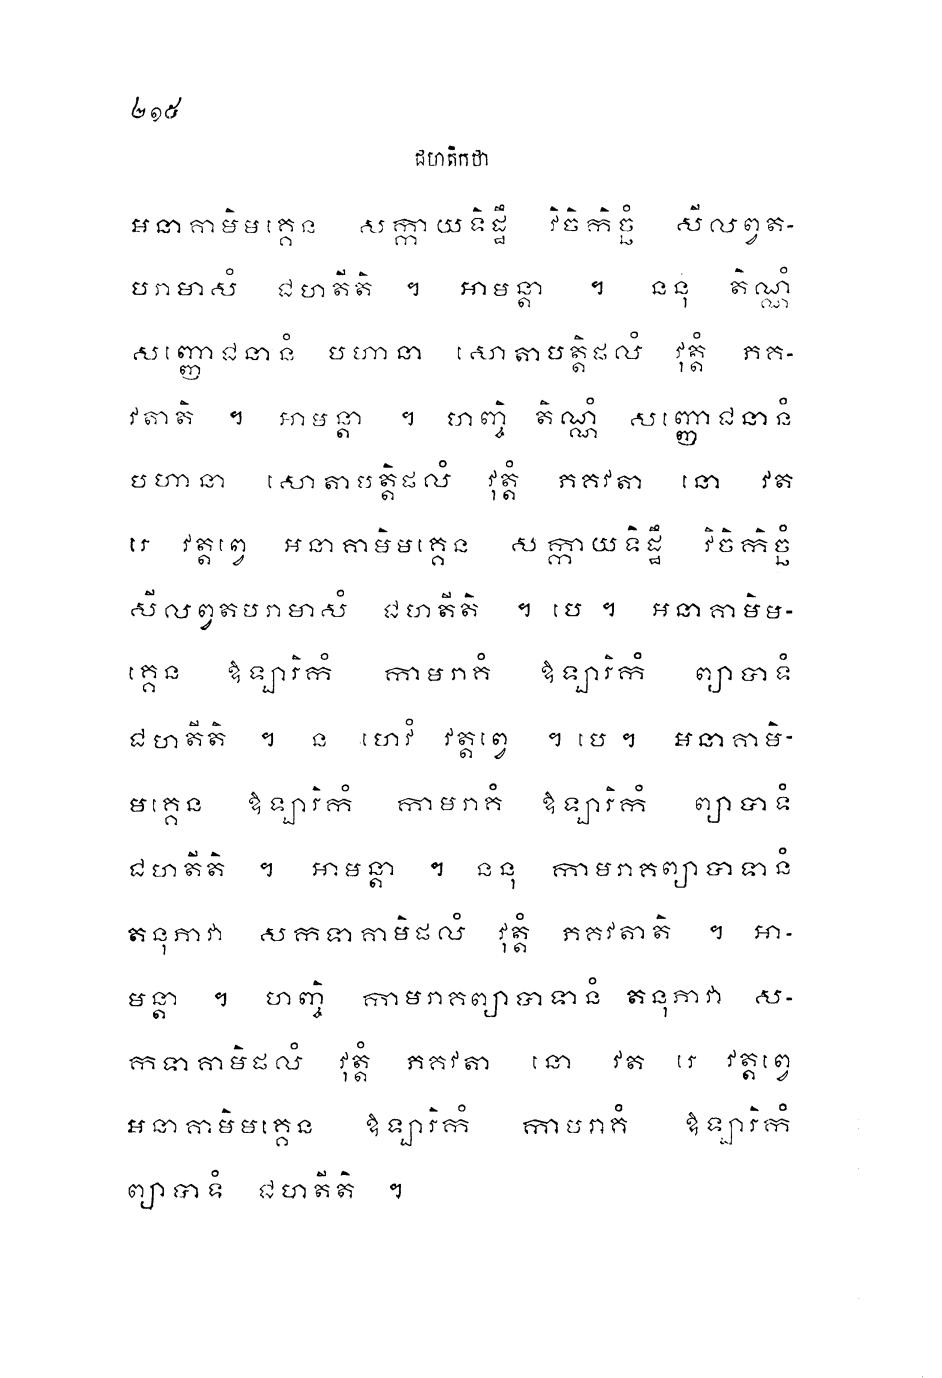 ២១៥
ជហតិកថា
អនាគាមិមគ្គេន សក្កាយទិដ្ឋឹ វិចិកិច្ឆំ សីលព្វត-
បរាមាសំ ជហតីតិ ។ អាមន្តា ។ ននុ តិណ្ណំ
សញ្ញោជនានំ បហានា សោតាបត្តិផលំ វុត្តំ ភគ-
វតាតិ ។ អាមន្តា ។ ហញ្ចិ តិណ្ណំ សញ្ញោជនានំ
បហានា សោតាបត្តិផលំ វុត្តំ ភគវតា នោ វត
រេ វត្តព្វេ អនាគាមិមគ្គេន សក្កាយទិដ្ឋឹ វិចិកិច្ឆំ
សីលព្វតបរាមាសំ ជហតីតិ ។ បេ ។ អនាគាមិម-
គ្គេន ឱឡារិកំ កាមរាគំ ឱឡារិកំ ព្យាបាទំ
ជហតីតិ ។ ន ហេវំ វត្តព្វេ ។ បេ ។ អនាគាមិ-
មគ្គេន ឱឡារិកំ កាមរាគំ ឱឡារិកំ ព្យាបាទំ
ជហតីតិ ។ អាមន្តា ។ ននុ កាមរាគព្យាបាទានំ
តនុភាវា សកទាគាមិផលំ វុត្តំ ភគវតាតិ ។ អា-
មន្តា ។ ហញ្ចិ កាមរាគព្យាបាទានំ តនុភាវា ស-
កទាគាមិផលំ វុត្តំ ភគវតា នោ វត រេ វត្តព្វេ
អនាគាមិមគ្គេន ឱឡារិកំ កាបរាគំ ឱឡារិកំ
ព្យាបាទំ ជហតីតិ ។